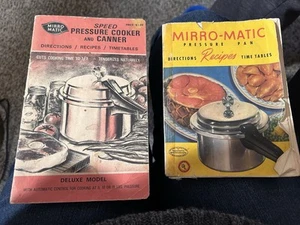 MIRRO
MATIC
SPEED
PRESSURE COOKER
AND CANNER
DIRECTIONS / RECIPES / TIMETABLES
DELUXE MODEL
MIRRO-MATIC
PRESSURE PAN
DIRECTIONS Recipes TIME TABLES